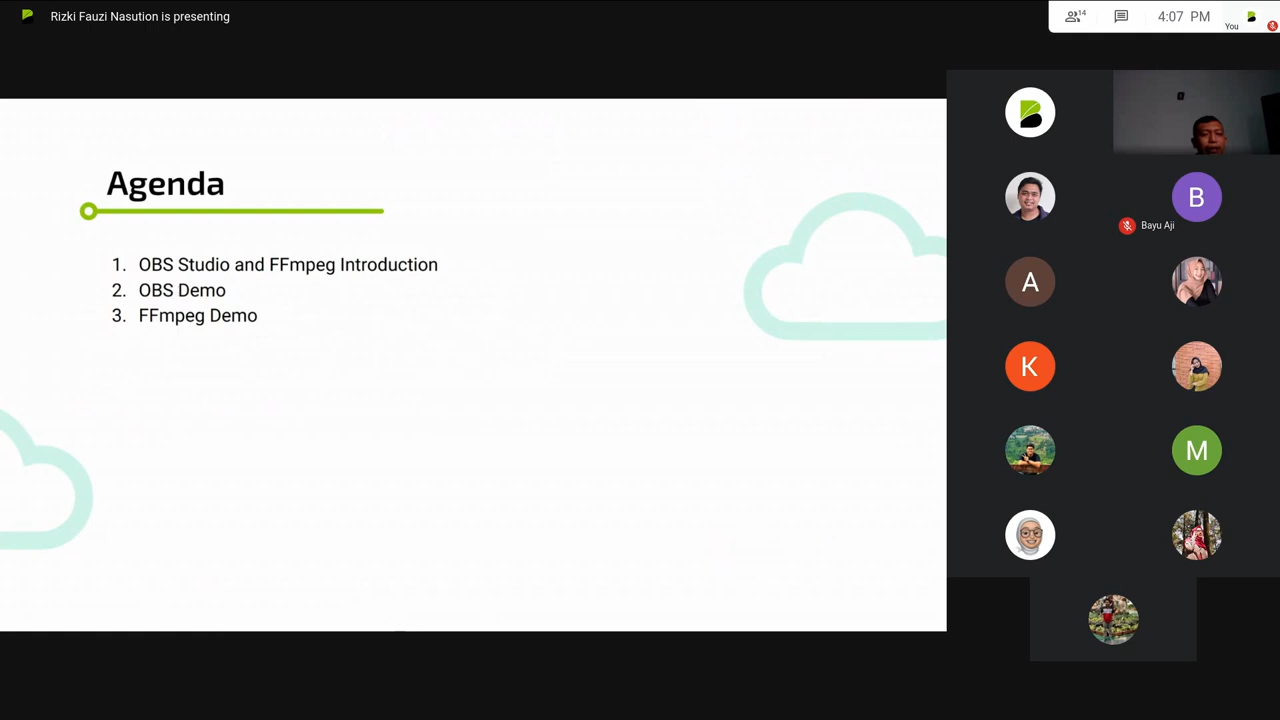 Rizki Fauzi Nasution is presenting
14
4:07 PM
You
Agenda
1. OBS Studio and FFmpeg Introduction
2. OBS Demo
3. FFmpeg Demo
B
Bayu Aji
A
K
M